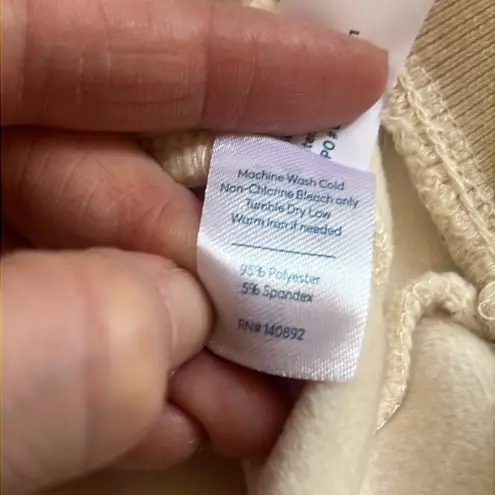 Machine Wash Cold
Non-Chlorine Bleach only
Tumble Dry Low
Warm Iron if needed
95% Polyester
5% Spandex
RN# 140892
PO #